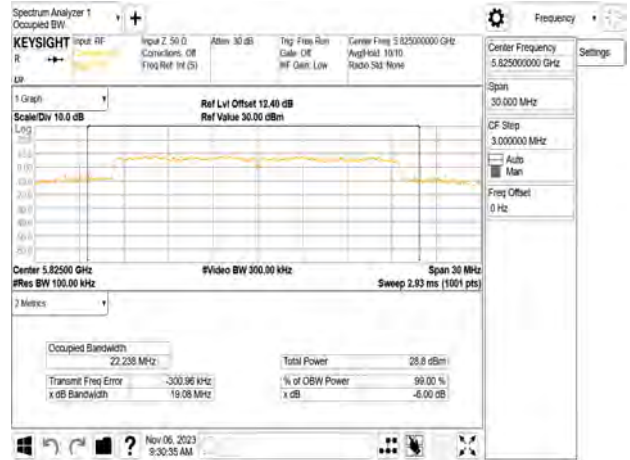 Spectrum Analyzer 1
Occupied BW
Frequency
KEYSIGHT
R
Input: RF
Input Z: 50 Ω
Corrections: Off
Freq Ref: Int (S)
Atten: 30 dB
Trig: Free Run
Gate: Off
#IF Gain: Low
Center Freq: 5.825000000 GHz
Avg|Hold: 10/10
Radio Std: None
Center Frequency
5.825000000 GHz
Settings
Span
30.000 MHz
CF Step
3.000000 MHz
Auto
Man
Freq Offset
0 Hz
1 Graph
Scale/Div 10.0 dB
Ref Lvl Offset 12.40 dB
Ref Value 30.00 dBm
Log
Center 5.82500 GHz
#Video BW 300.00 kHz
Span 30 MHz
#Res BW 100.00 kHz
Sweep 2.93 ms (1001 pts)
2 Metrics
Occupied Bandwidth
22.238 MHz
Total Power
28.8 dBm
Transmit Freq Error
-300.96 kHz
% of OBW Power
99.00 %
x dB Bandwidth
19.08 MHz
x dB
-6.00 dB
?
Nov 06, 2023
9:30:35 AM